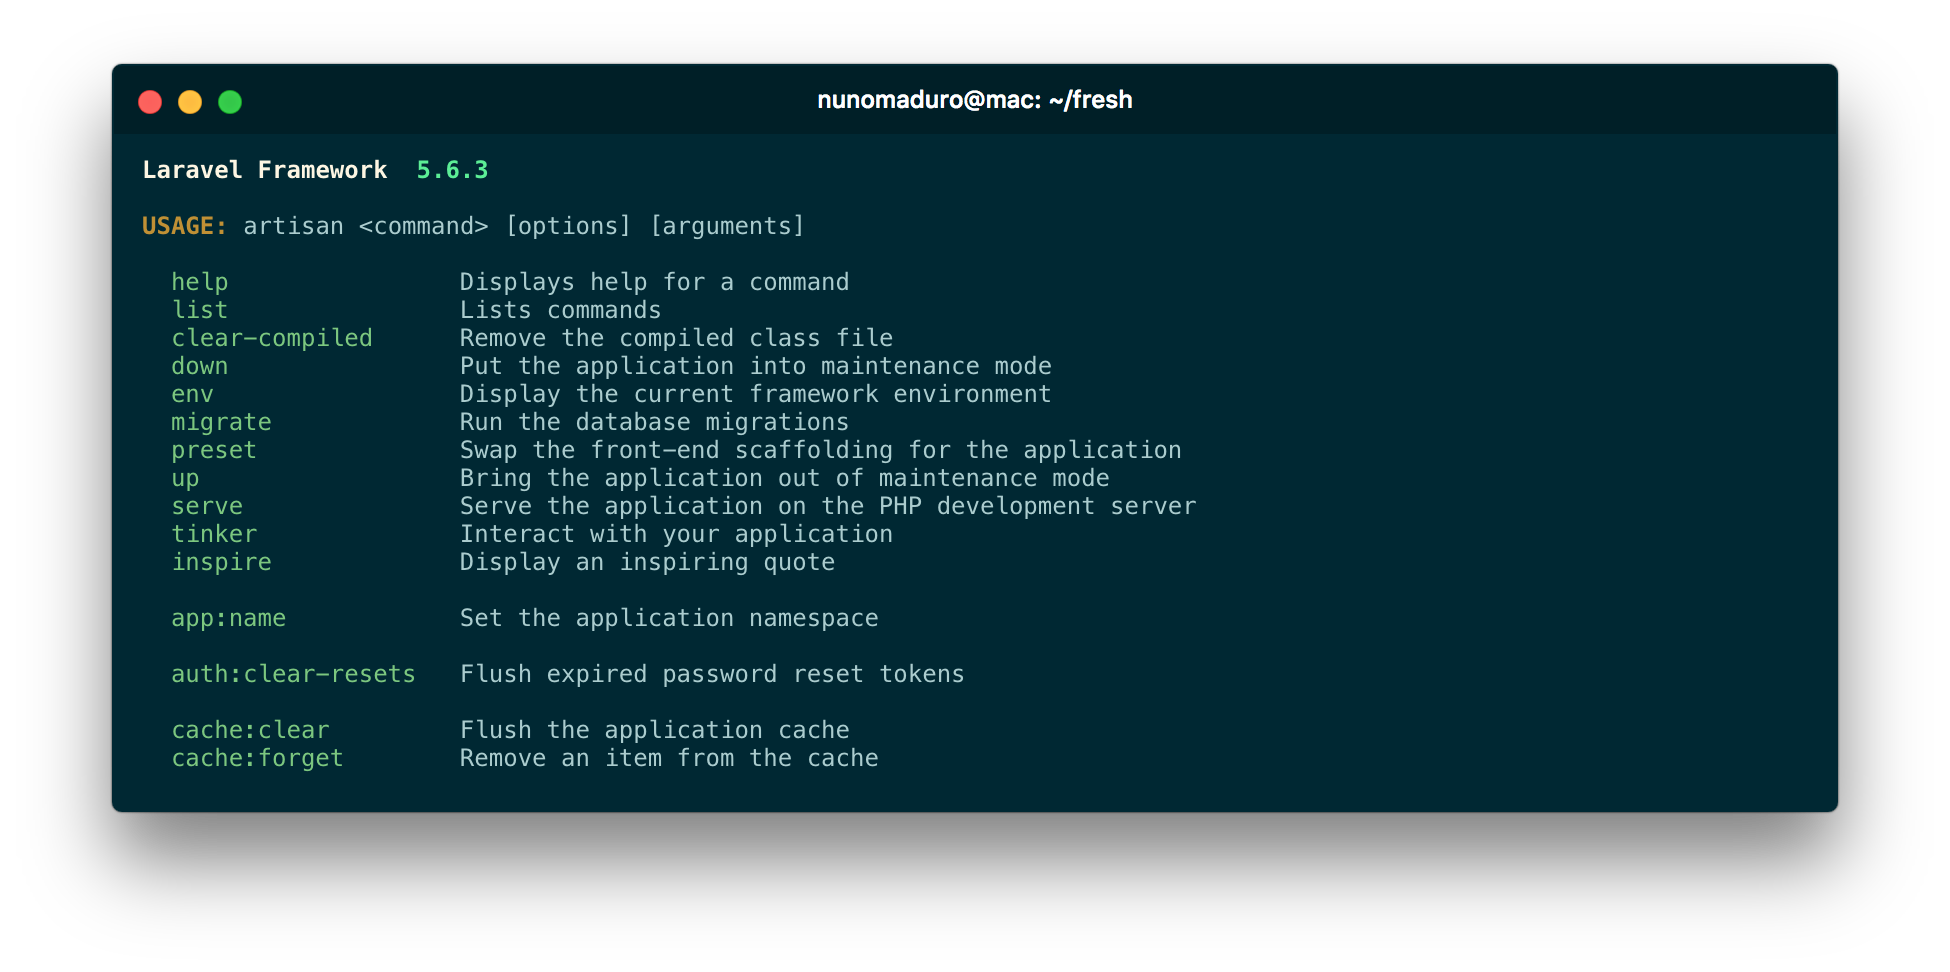 nunomaduro@mac: ~/fresh
Laravel Framework  5.6.3
USAGE: artisan <command> [options] [arguments]
help                Displays help for a command
list                Lists commands
clear-compiled      Remove the compiled class file
down                Put the application into maintenance mode
env                 Display the current framework environment
migrate             Run the database migrations
preset              Swap the front-end scaffolding for the application
up                  Bring the application out of maintenance mode
serve               Serve the application on the PHP development server
tinker              Interact with your application
inspire             Display an inspiring quote
app:name            Set the application namespace
auth:clear-resets   Flush expired password reset tokens
cache:clear         Flush the application cache
cache:forget        Remove an item from the cache